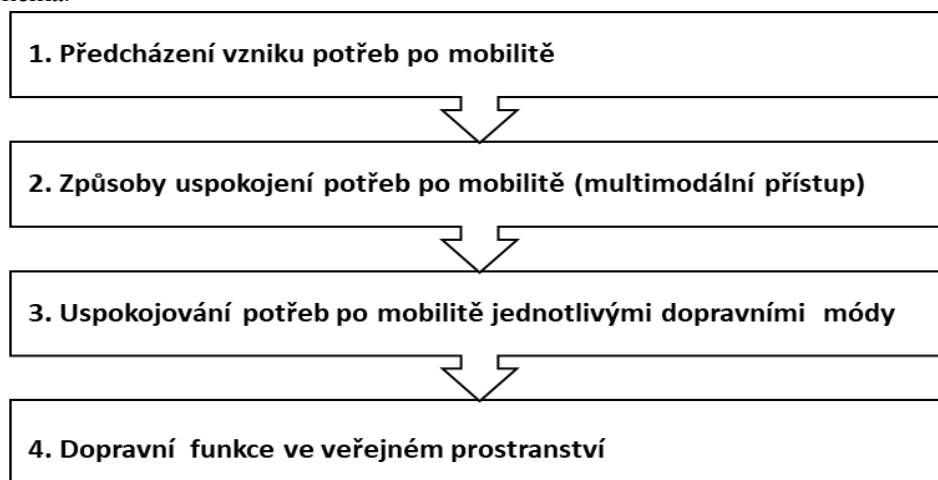 1. Předcházení vzniku potřeb po mobilitě
2. Způsoby uspokojení potřeb po mobilitě (multimodální přístup)
3. Uspokojování potřeb po mobilitě jednotlivými dopravními módy
4. Dopravní funkce ve veřejném prostranství